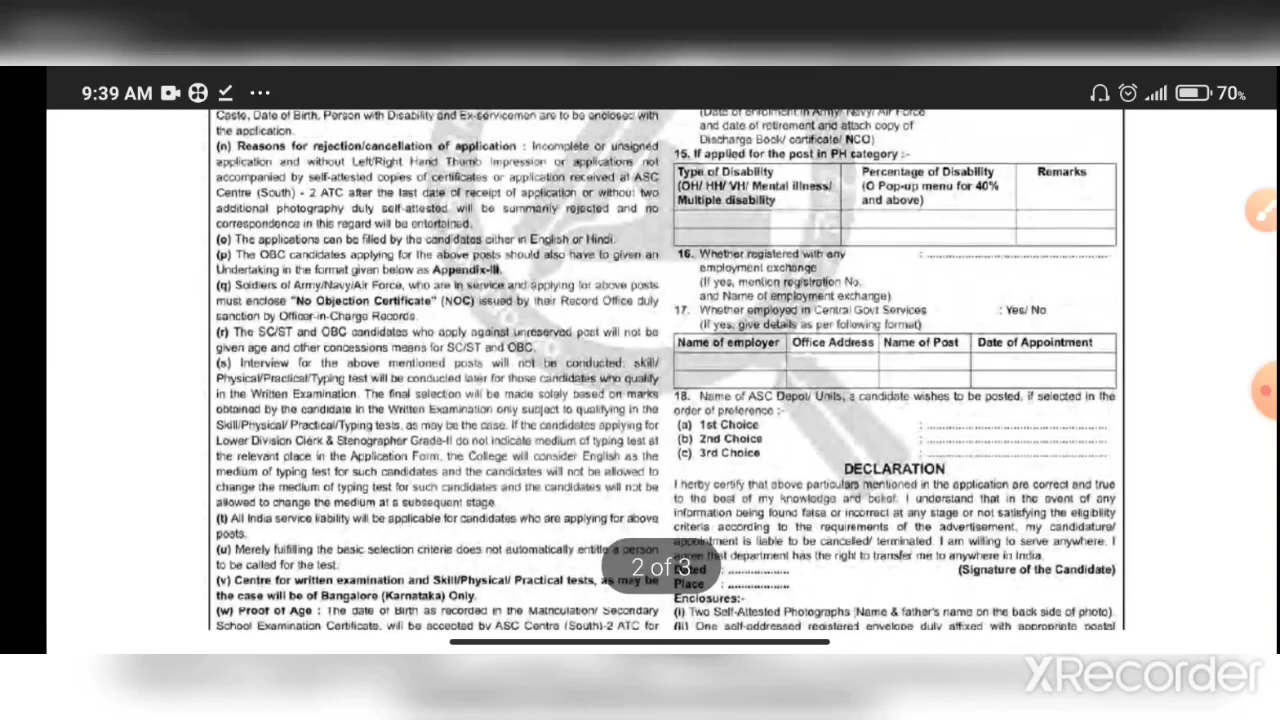 9:39 AM
70%
Caste, Date of Birth, Person with Disability and Ex-servicemen are to be enclosed with
the application.
(n) Reasons for rejection/cancellation of application : Incomplete or unsigned
application and without Left/Right Hand Thumb Impression or applications not
accompanied by self-attested copies of certificates or application received at ASC
Centre (South) - 2 ATC after the last date of receipt of application or without two
additional photography duly self-attested will be summarily rejected and no
correspondence in this regard will be entertained.
(o) The applications can be filled by the candidates either in English or Hindi.
(p) The OBC candidates applying for the above posts should also have to given an
Undertaking in the format given below as Appendix-III.
(q) Soldiers of Army/Navy/Air Force, who are in service and applying for above posts
must enclose "No Objection Certificate" (NOC) issued by their Record Office duly
sanction by Officer-in-Charge Records.
(r) The SC/ST and OBC candidates who apply against unreserved post will not be
given age and other concessions means for SC/ST and OBC.
(s) Interview for the above mentioned posts will not be conducted; skill/
Physical/Practical/Typing test will be conducted later for those candidates who qualify
in the Written Examination. The final selection will be made solely based on marks
obtained by the candidate in the Written Examination only subject to qualifying in the
Skill/Physical/ Practical/Typing tests, as may be the case. If the candidates applying for
Lower Division Clerk & Stenographer Grade-II do not indicate medium of typing test at
the relevant place in the Application Form, the College will consider English as the
medium of typing test for such candidates and the candidates will not be allowed to
change the medium of typing test for such candidates and the candidates will not be
allowed to change the medium at a subsequent stage.
(t) All India service liability will be applicable for candidates who are applying for above
posts.
(u) Merely fulfilling the basic selection criteria does not automatically entitle a person
to be called for the test.
(v) Centre for written examination and Skill/Physical/ Practical tests, as may be
the case will be of Bangalore (Karnataka) Only.
(w) Proof of Age : The date of Birth as recorded in the Matriculation/ Secondary
School Examination Certificate, will be accepted by ASC Centre (South)-2 ATC for
(Date of enrolment in Army/ Navy/ Air Force
and date of retirement and attach copy of
Discharge Book/ certificate/ NCO)
15. If applied for the post in PH category :-
Type of Disability
(OH/ HH/ VH/ Mental illness/
Multiple disability
Percentage of Disability
(O Pop-up menu for 40%
and above)
Remarks
16. Whether registered with any : ........................
employment exchange
(If yes, mention registration No.
and Name of employment exchange)
17. Whether employed in Central Govt Services : Yes/ No
(If yes, give details as per following format)
Name of employer Office Address Name of Post Date of Appointment
18. Name of ASC Depot/ Units, a candidate wishes to be posted, if selected in the
order of preference :-
(a) 1st Choice : ........................
(b) 2nd Choice : ........................
(c) 3rd Choice : ........................
DECLARATION
I herby certify that above particulars mentioned in the application are correct and true
to the best of my knowledge and belief. I understand that in the event of any
information being found false or incorrect at any stage or not satisfying the eligibility
criteria according to the requirements of the advertisement, my candidature/
appointment is liable to be cancelled/ terminated. I am willing to serve anywhere. I
agree that department has the right to transfer me to anywhere in India.
Dated : ............... (Signature of the Candidate)
Place : ...............
Enclosures:-
(i) Two Self-Attested Photographs (Name & father's name on the back side of photo).
(ii) One self-addressed registered envelope duly affixed with appropriate postal
2 of 3
XRecorder